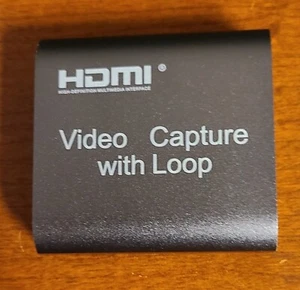 HDMI®
HIGH-DEFINITION MULTIMEDIA INTERFACE
Video Capture
with Loop